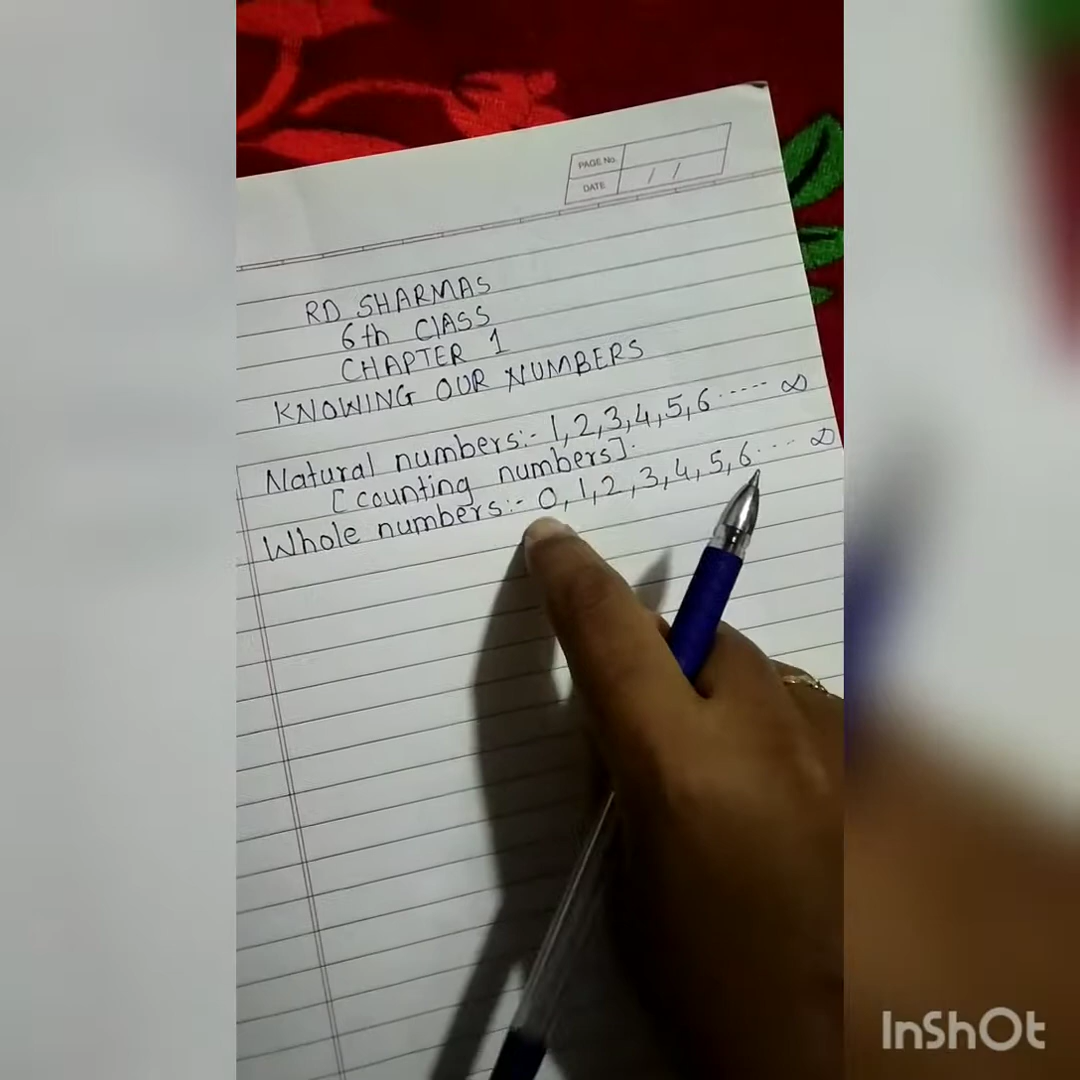 PAGE No.
DATE / /
RD SHARMAS
6th CLASS
CHAPTER 1
KNOWING OUR NUMBERS
Natural numbers:- 1,2,3,4,5,6 ----- ∞
[counting numbers].
Whole numbers:- 0,1,2,3,4,5,6 --- ∞
InShOt